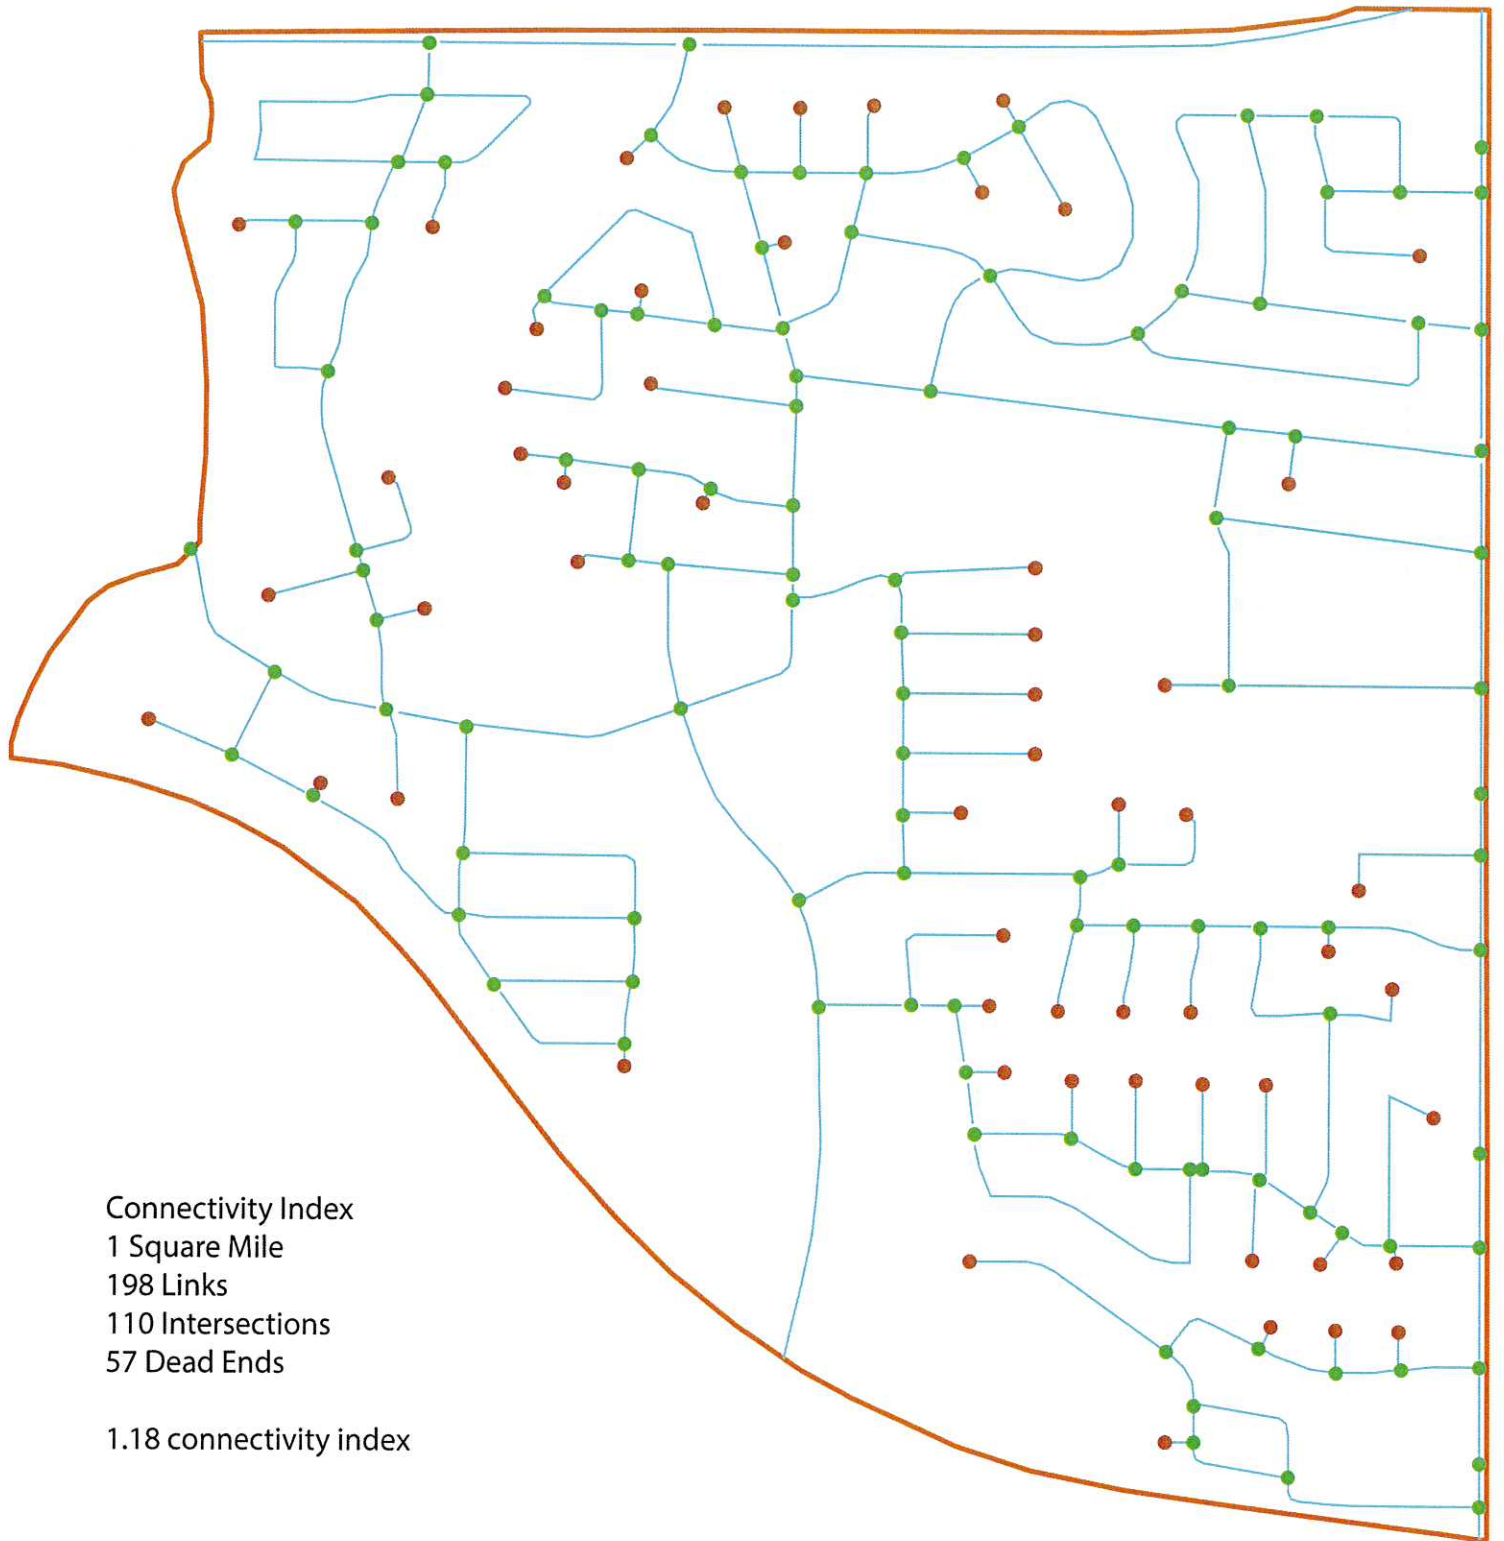 Connectivity Index
1 Square Mile
198 Links
110 Intersections
57 Dead Ends
1.18 connectivity index